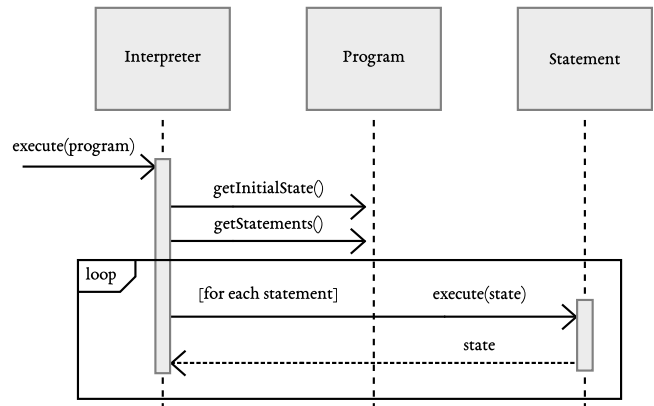 Interpreter
Program
Statement
execute(program)
getInitialState()
getStatements()
loop
[for each statement]
execute(state)
state